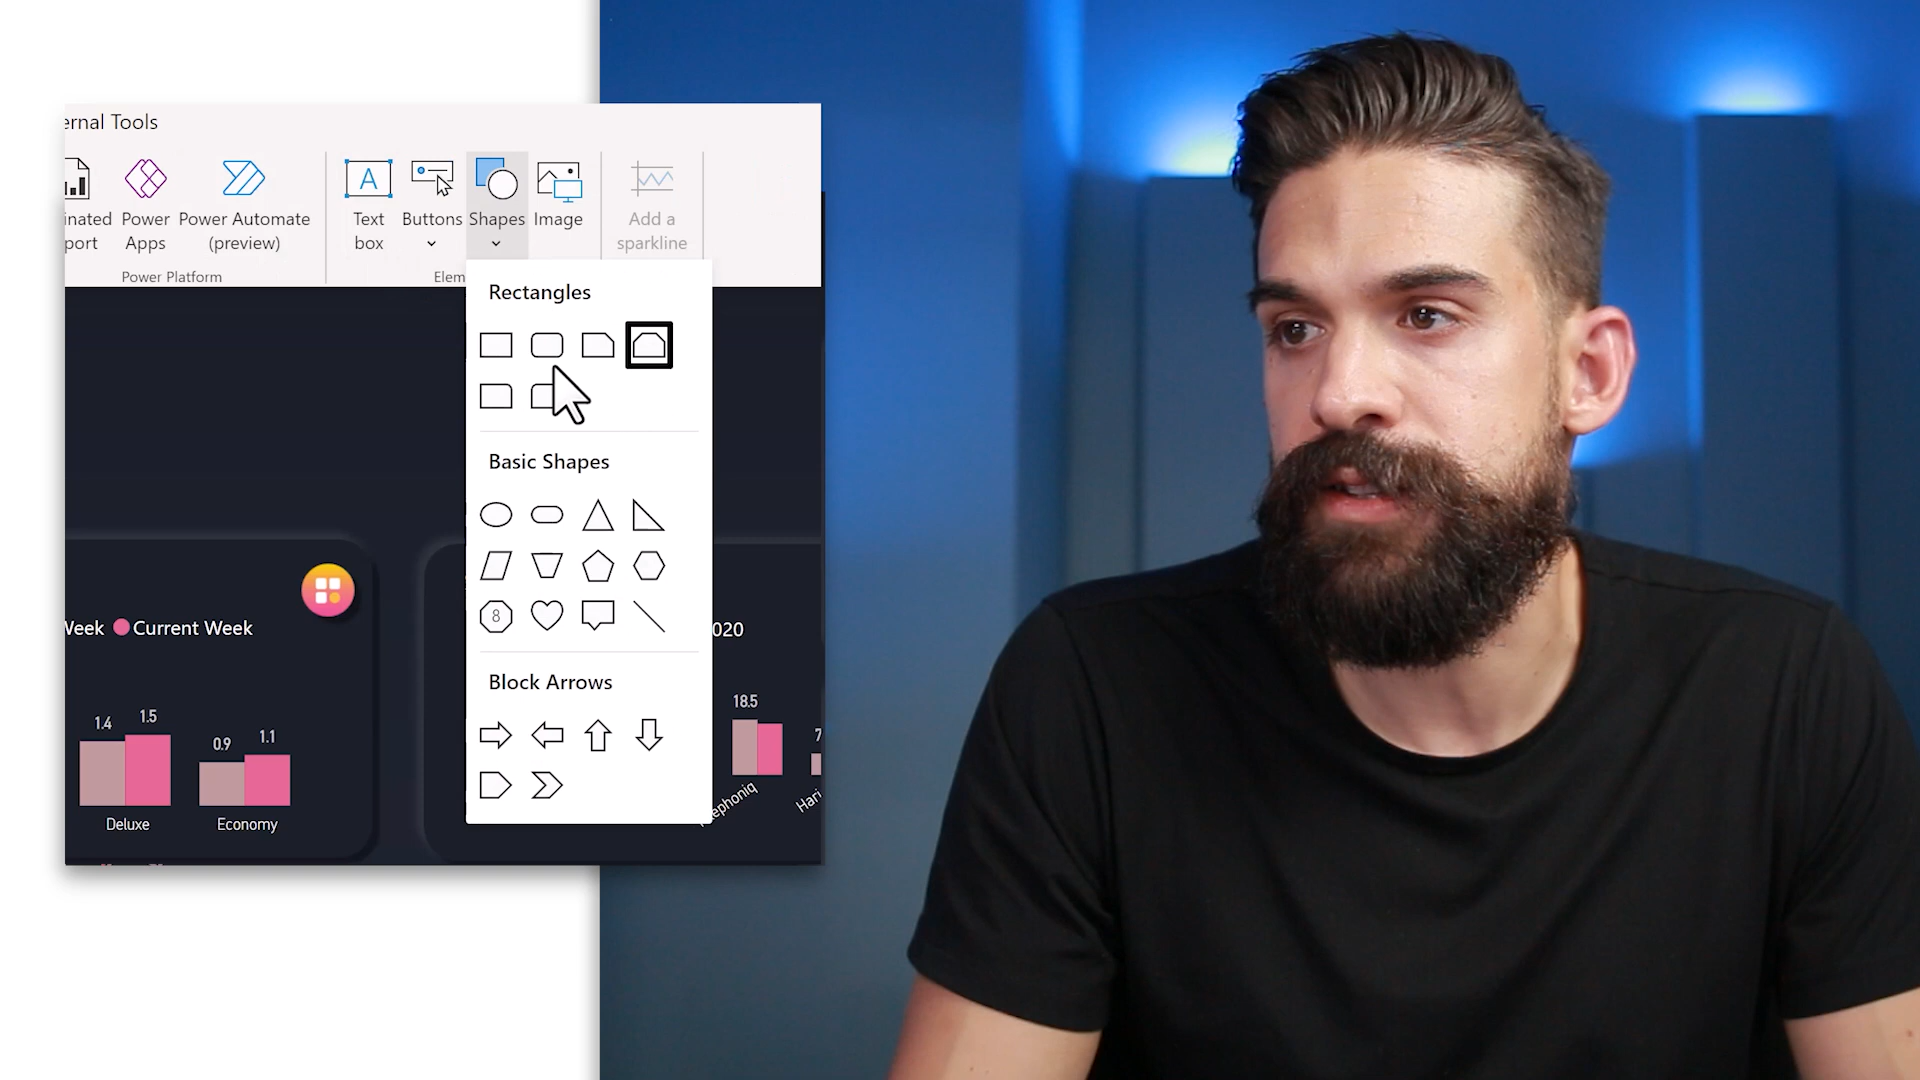 ernal Tools
inated
port
Power
Apps
Power Automate
(preview)
Text
box
Buttons
Shapes
Image
Add a
sparkline
Power Platform
Elem
Rectangles
Basic Shapes
8
Block Arrows
Week
Current Week
1.4
1.5
0.9
1.1
Deluxe
Economy
2020
18.5
7
ephoniq
Hari